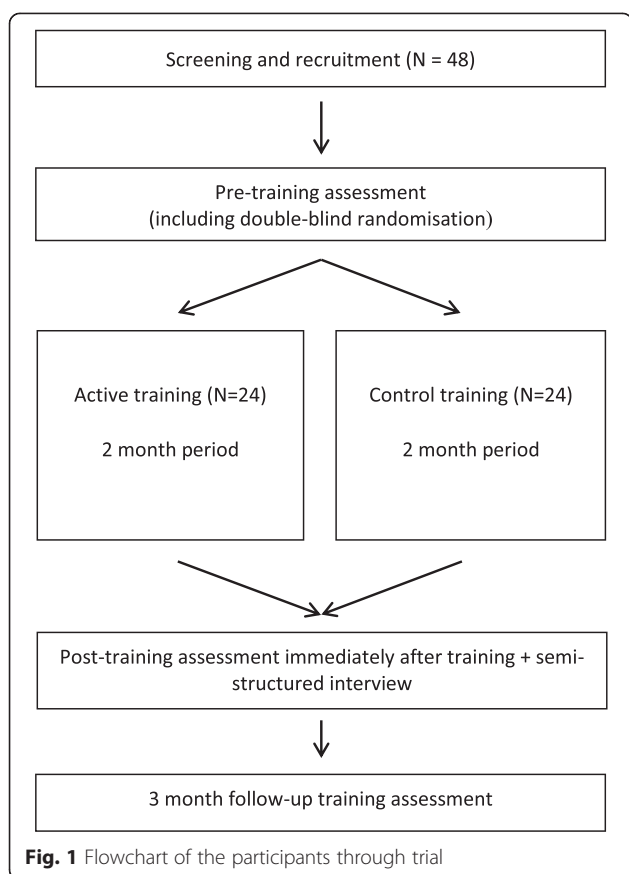 Screening and recruitment (N = 48)
Pre-training assessment
(including double-blind randomisation)
Active training (N=24)
2 month period
Control training (N=24)
2 month period
Post-training assessment immediately after training + semi-
structured interview
3 month follow-up training assessment
Fig. 1 Flowchart of the participants through trial